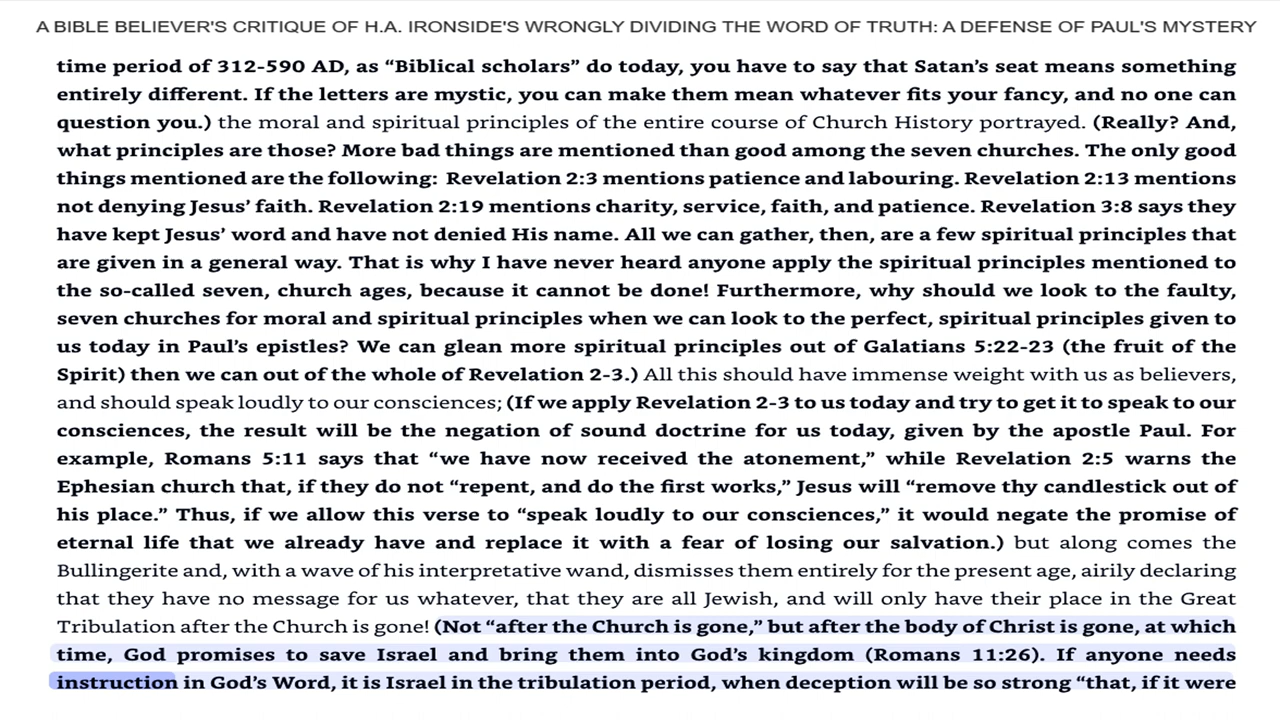 A BIBLE BELIEVER'S CRITIQUE OF H.A. IRONSIDE'S WRONGLY DIVIDING THE WORD OF TRUTH: A DEFENSE OF PAUL'S MYSTERY
time period of 312-590 AD, as “Biblical scholars” do today, you have to say that Satan’s seat means something
entirely different. If the letters are mystic, you can make them mean whatever fits your fancy, and no one can
question you.) the moral and spiritual principles of the entire course of Church History portrayed. (Really? And,
what principles are those? More bad things are mentioned than good among the seven churches. The only good
things mentioned are the following: Revelation 2:3 mentions patience and labouring. Revelation 2:13 mentions
not denying Jesus’ faith. Revelation 2:19 mentions charity, service, faith, and patience. Revelation 3:8 says they
have kept Jesus’ word and have not denied His name. All we can gather, then, are a few spiritual principles that
are given in a general way. That is why I have never heard anyone apply the spiritual principles mentioned to
the so-called seven, church ages, because it cannot be done! Furthermore, why should we look to the faulty,
seven churches for moral and spiritual principles when we can look to the perfect, spiritual principles given to
us today in Paul’s epistles? We can glean more spiritual principles out of Galatians 5:22-23 (the fruit of the
Spirit) then we can out of the whole of Revelation 2-3.) All this should have immense weight with us as believers,
and should speak loudly to our consciences; (If we apply Revelation 2-3 to us today and try to get it to speak to our
consciences, the result will be the negation of sound doctrine for us today, given by the apostle Paul. For
example, Romans 5:11 says that “we have now received the atonement,” while Revelation 2:5 warns the
Ephesian church that, if they do not “repent, and do the first works,” Jesus will “remove thy candlestick out of
his place.” Thus, if we allow this verse to “speak loudly to our consciences,” it would negate the promise of
eternal life that we already have and replace it with a fear of losing our salvation.) but along comes the
Bullingerite and, with a wave of his interpretative wand, dismisses them entirely for the present age, airily declaring
that they have no message for us whatever, that they are all Jewish, and will only have their place in the Great
Tribulation after the Church is gone! (Not “after the Church is gone,” but after the body of Christ is gone, at which
time, God promises to save Israel and bring them into God’s kingdom (Romans 11:26). If anyone needs
instruction in God’s Word, it is Israel in the tribulation period, when deception will be so strong “that, if it were